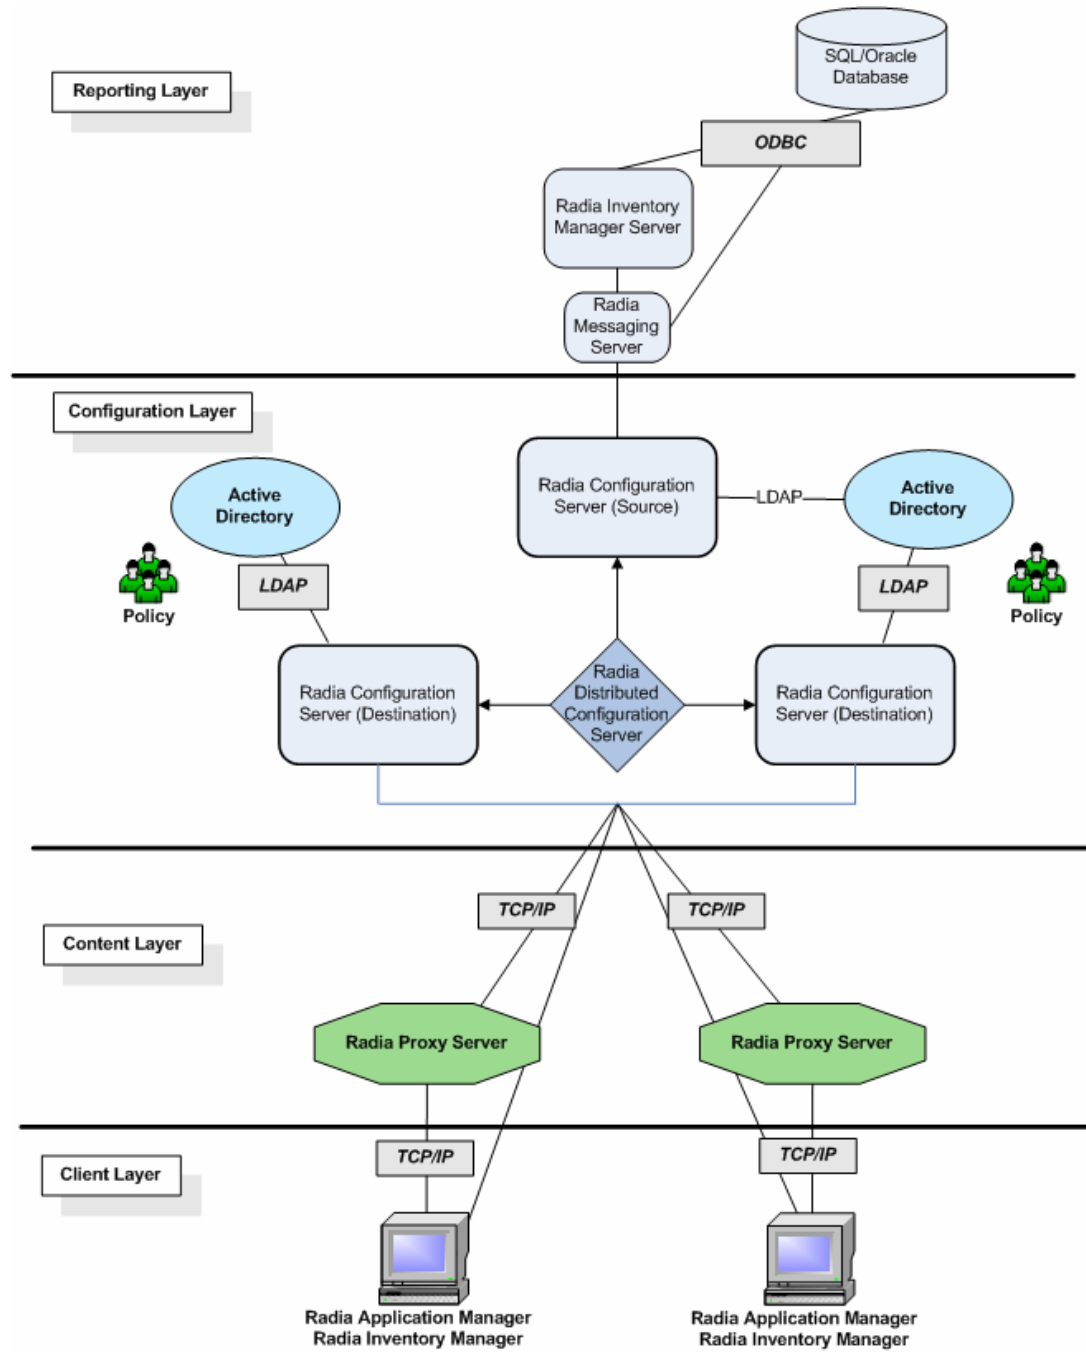 SQL/Oracle
Database
Reporting Layer
ODBC
Radia Inventory
Manager Server
Radia
Messaging
Server
Configuration Layer
Active
Directory
Radia Configuration
Server (Source)
LDAP
Active
Directory
LDAP
Policy
LDAP
Policy
Radia Configuration
Server (Destination)
Radia
Distributed
Configuration
Server
Radia Configuration
Server (Destination)
TCP/IP
TCP/IP
Content Layer
Radia Proxy Server
Radia Proxy Server
TCP/IP
TCP/IP
Client Layer
Radia Application Manager
Radia Inventory Manager
Radia Application Manager
Radia Inventory Manager